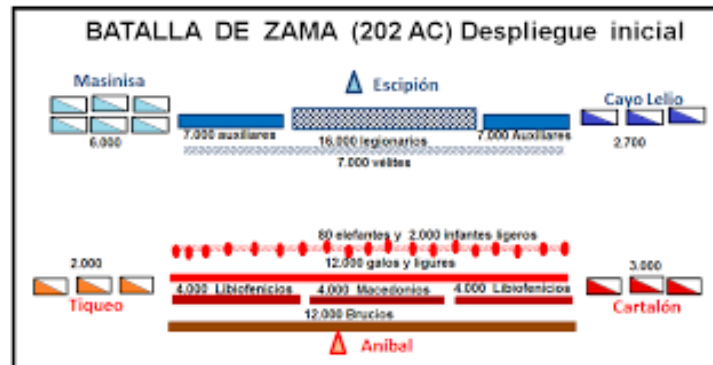 BATALLA DE ZAMA (202 AC) Despliegue inicial
Masinisa
Escipión
Cayo Lelio
7.000 auxiliares
16.000 legionarios
7.000 Auxiliares
6.000
2.700
7.000 vélites
80 elefantes y 2.000 infantes ligeros
2.000
12.000 galos y ligures
3.000
4.000 Libiofenicios
4.000 Macedonios
4.000 Libiofenicios
Tiqueo
Cartalón
12.000 Brucios
Aníbal